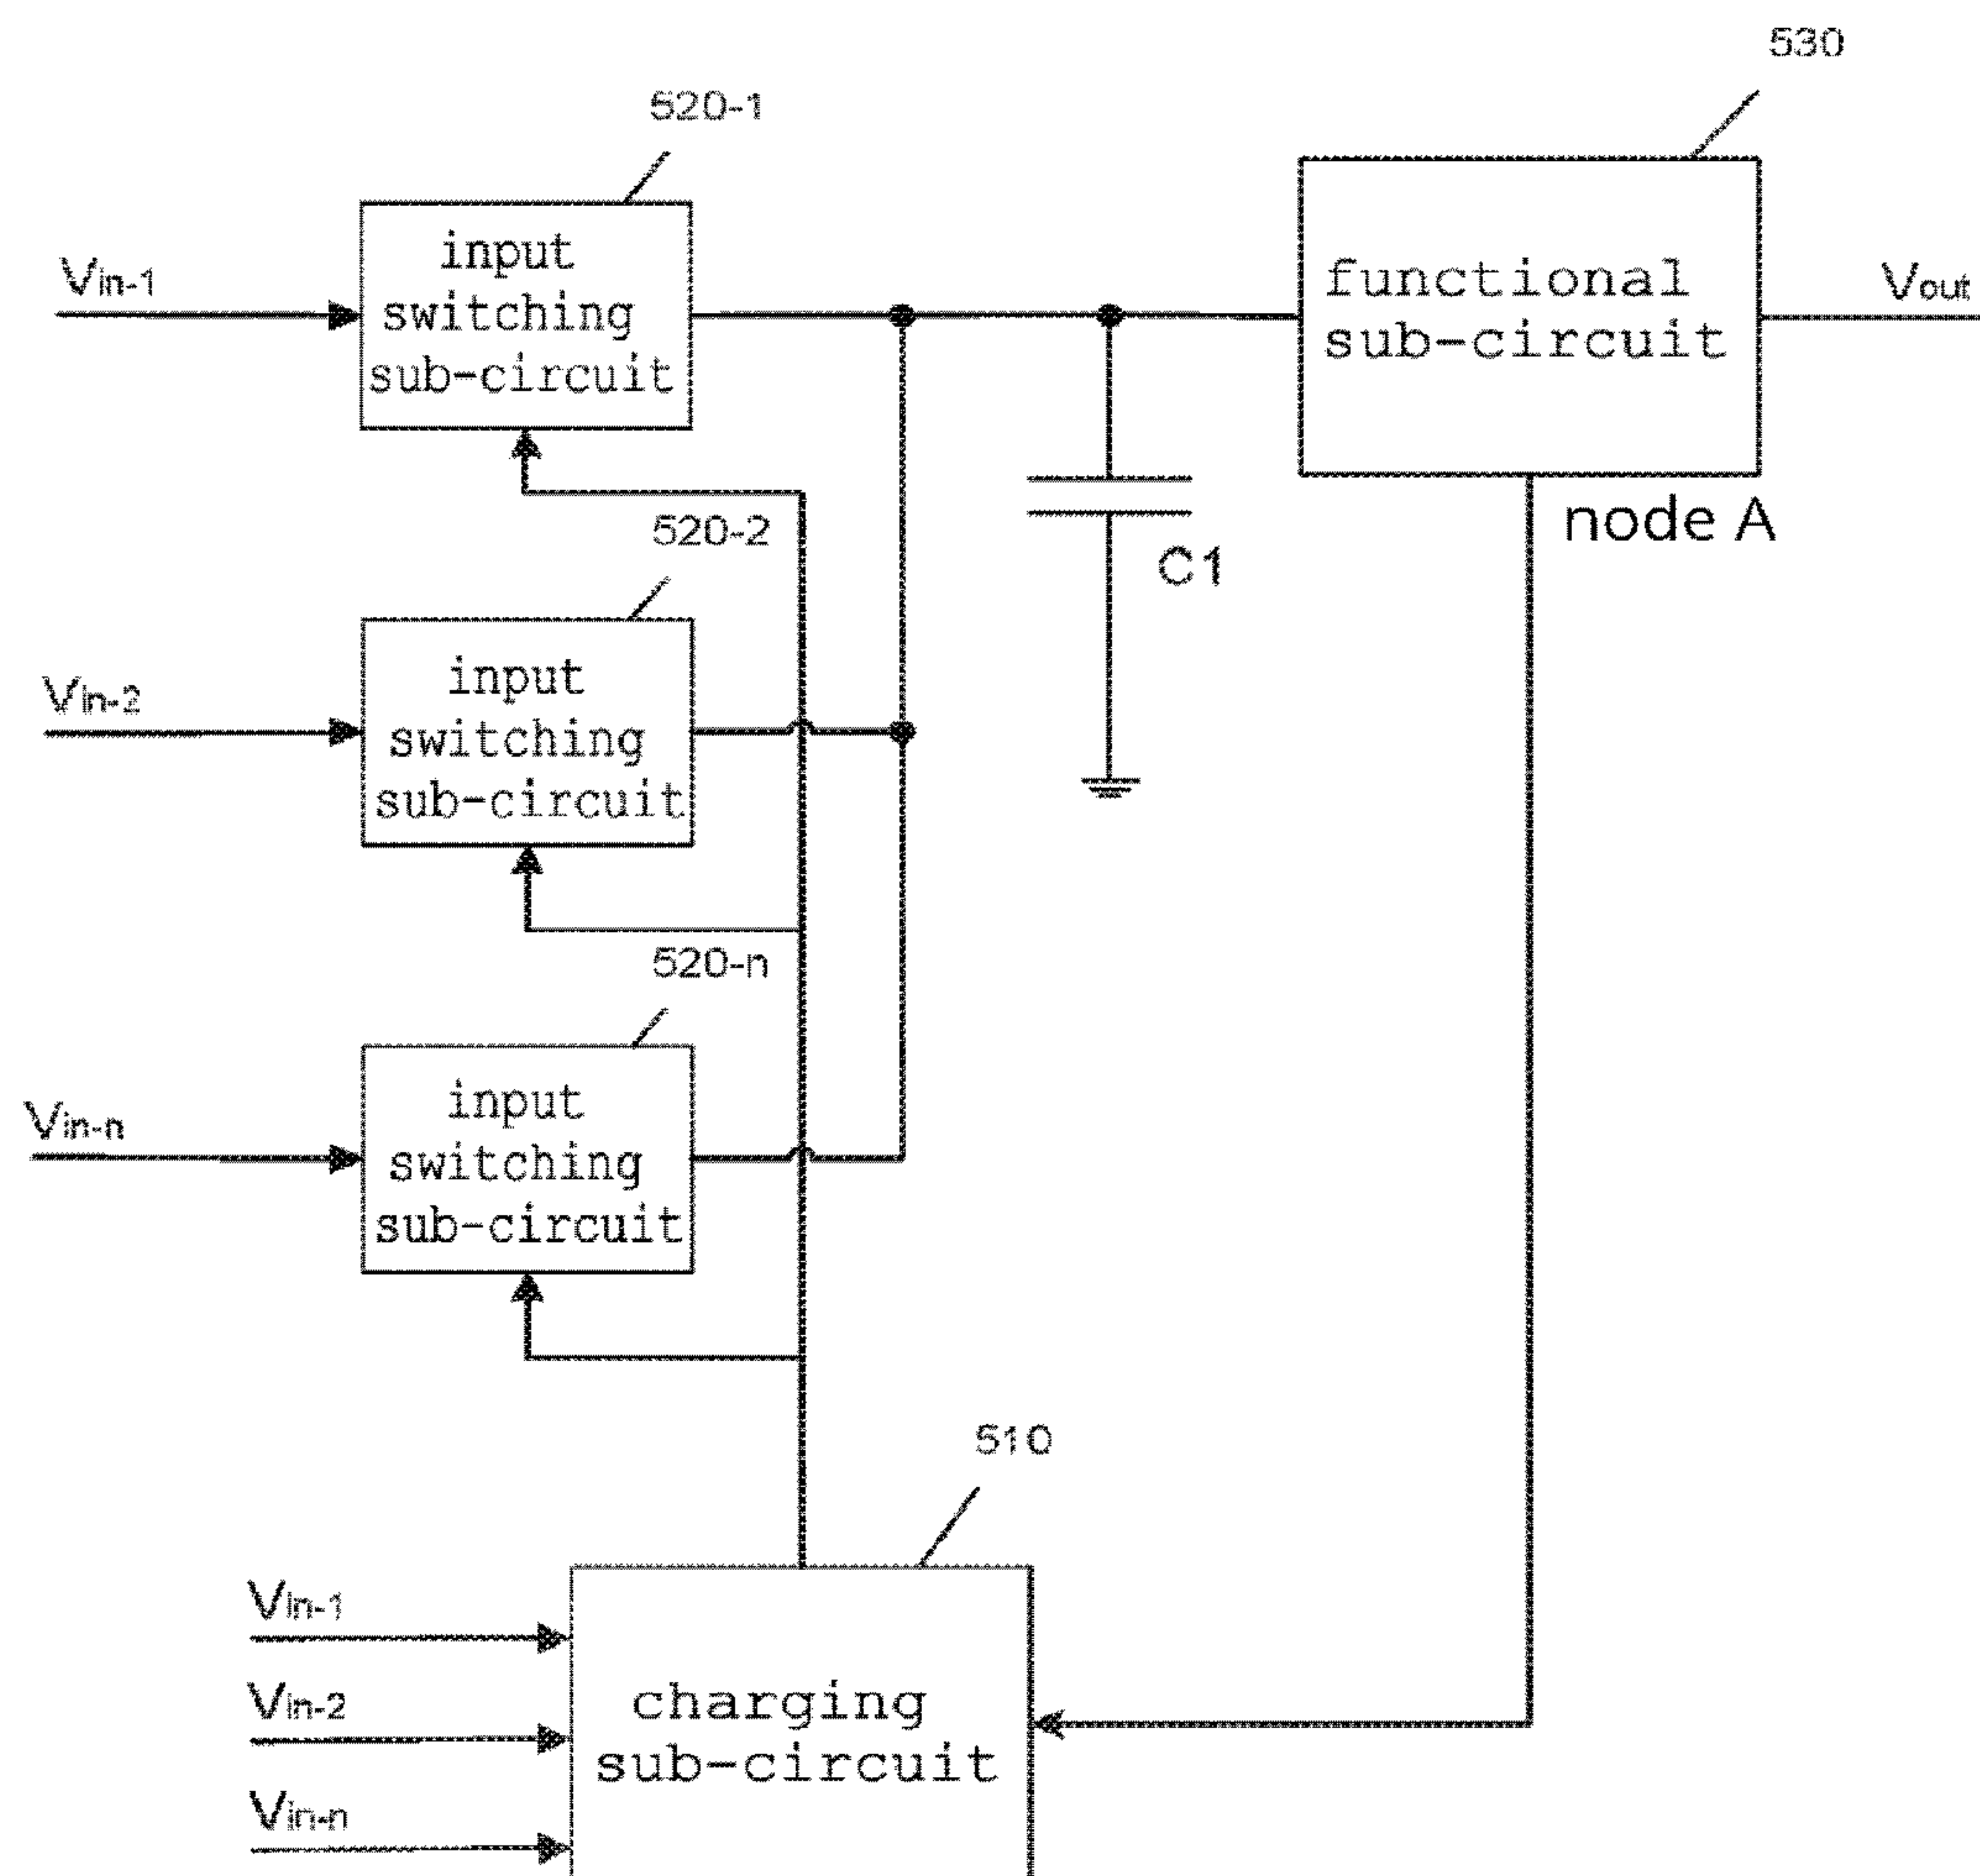 530
520-1
Vin-1
input
switching
sub-circuit
functional
sub-circuit
Vout
node A
C1
520-2
Vin-2
input
switching
sub-circuit
520-n
Vin-n
input
switching
sub-circuit
510
Vin-1
Vin-2
Vin-n
charging
sub-circuit